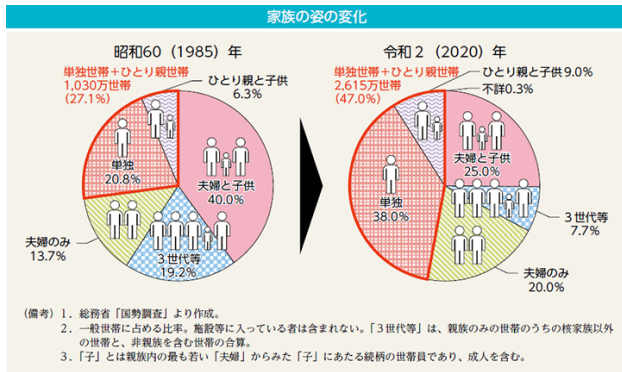 家族の姿の変化
昭和60（1985）年
単独世帯＋ひとり親世帯
1,030万世帯
(27.1%)
ひとり親と子供
6.3%
単独
20.8%
夫婦と子供
40.0%
夫婦のみ
13.7%
３世代等
19.2%
令和２（2020）年
単独世帯＋ひとり親世帯
2,615万世帯
(47.0%)
ひとり親と子供9.0%
不詳0.3%
夫婦と子供
25.0%
単独
38.0%
３世代等
7.7%
夫婦のみ
20.0%
（備考）１．総務省「国勢調査」より作成。
２．一般世帯に占める比率。施設等に入っている者は含まれない。「３世代等」は、親族のみの世帯のうちの核家族以外
の世帯と、非親族を含む世帯の合算。
３．「子」とは親族内の最も若い「夫婦」からみた「子」にあたる続柄の世帯員であり、成人を含む。